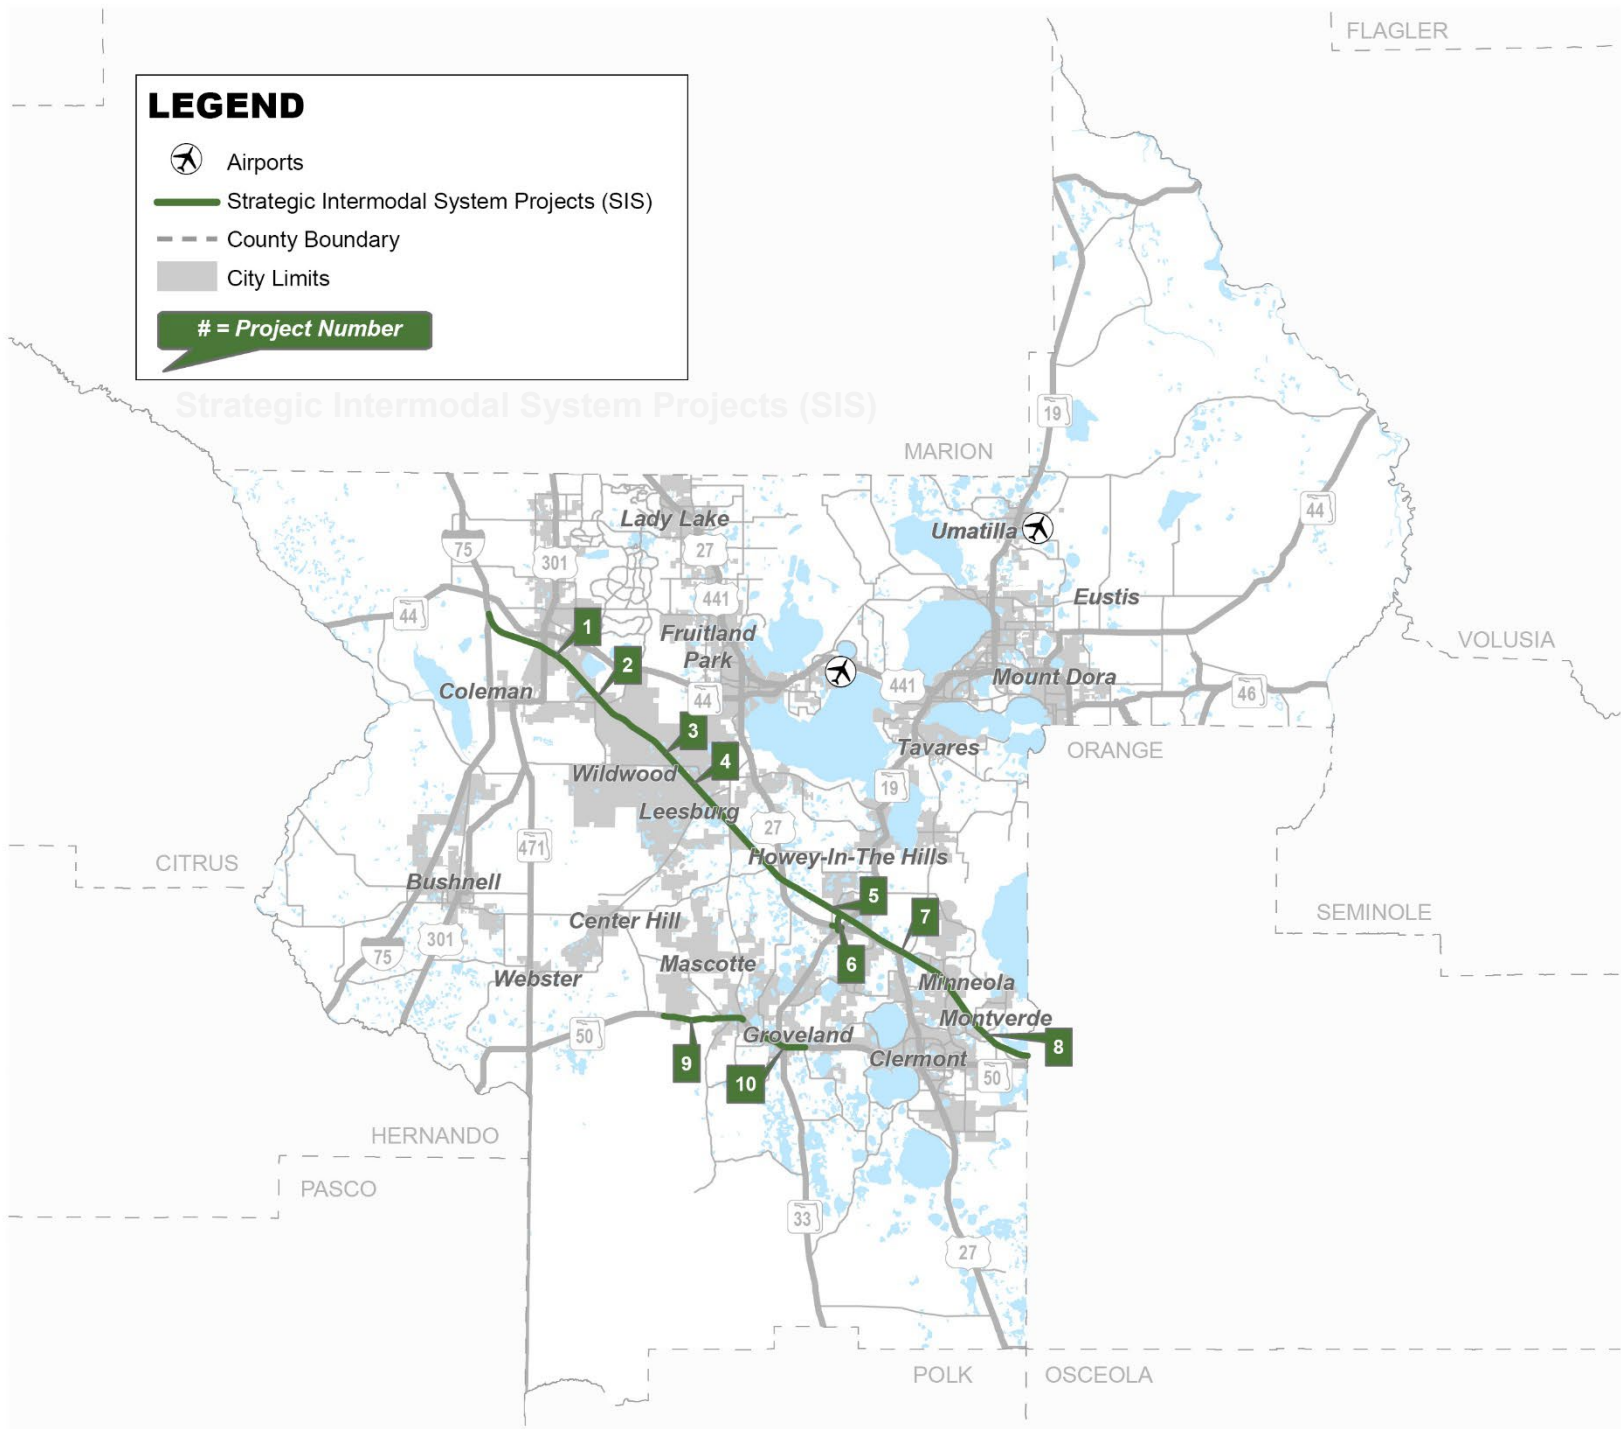 FLAGLER
LEGEND
Airports
Strategic Intermodal System Projects (SIS)
County Boundary
City Limits
# = Project Number
Strategic Intermodal System Projects (SIS)
19
MARION
44
Lady Lake
Umatilla
75
27
301
441
Eustis
44
1
Fruitland
Park
VOLUSIA
2
Mount Dora
441
Coleman
44
46
3
Tavares
ORANGE
4
Wildwood
19
Leesburg
27
471
Howey-In-The Hills
CITRUS
Bushnell
5
SEMINOLE
7
Center Hill
301
75
6
Mascotte
Webster
Minneola
Montverde
50
Groveland
8
Clermont
9
50
10
HERNANDO
PASCO
33
27
POLK
OSCEOLA